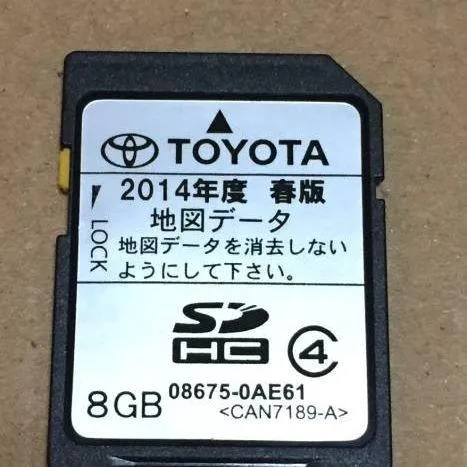 TOYOTA
2014年度 春版
地図データ
地図データを消去しない
ようにして下さい。
LOCK
SD
HC ④
8GB 08675-0AE61
<CAN7189-A>